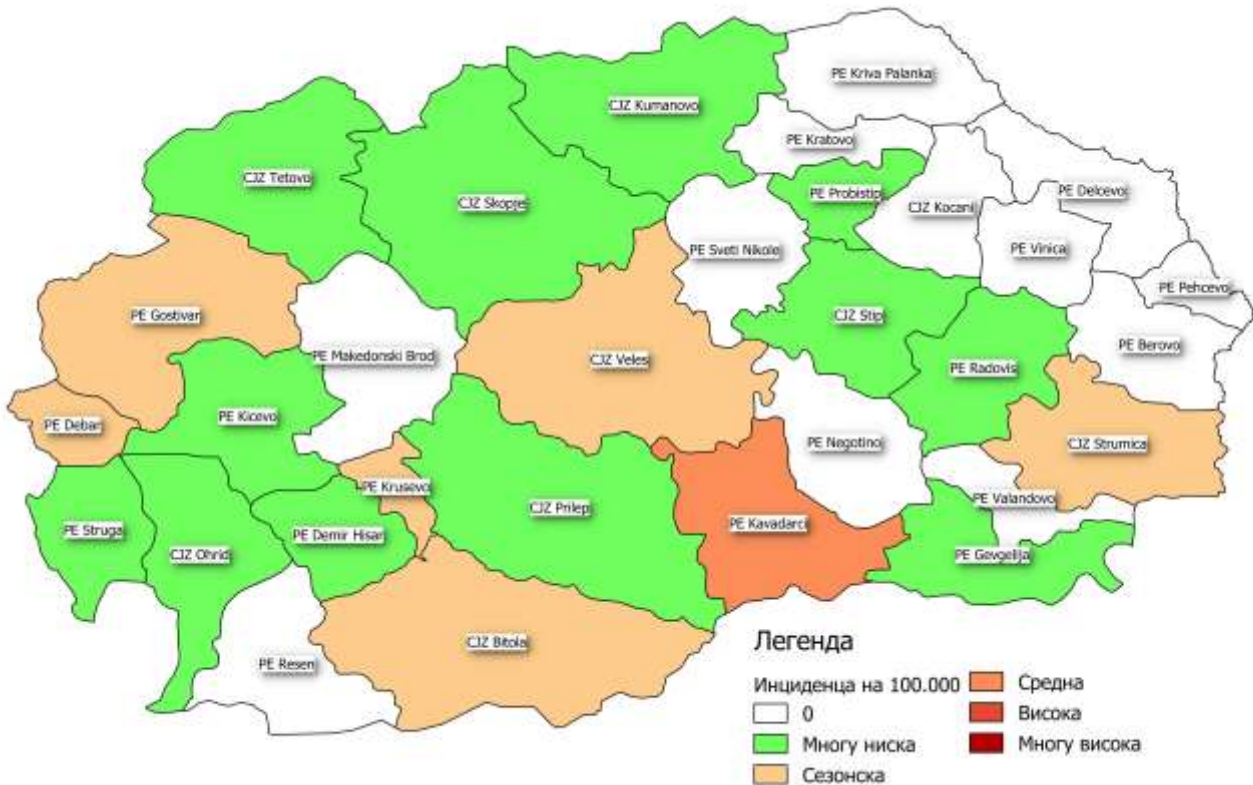 PE Kriva Palanka
CJZ Kumanovo
PE Kratovo
CJZ Tetovo
PE Probistip
PE Delcevo
CJZ Skopje
CJZ Kocani
PE Sveti Nikole
PE Vinica
PE Pehcevo
PE Gostivar
CJZ Stip
PE Berovo
PE Makedonski Brod
CJZ Veles
PE Radovis
PE Kicevo
PE Debar
PE Negotino
CJZ Strumica
PE Krusevo
PE Valandovo
CJZ Prilep
PE Kavadarci
PE Struga
PE Demir Hisar
CJZ Ohrid
PE Gevgelija
CJZ Bitola
PE Resen
Легенда
Инциденца на 100.000
0
Многу ниска
Сезонска
Средна
Висока
Многу висока